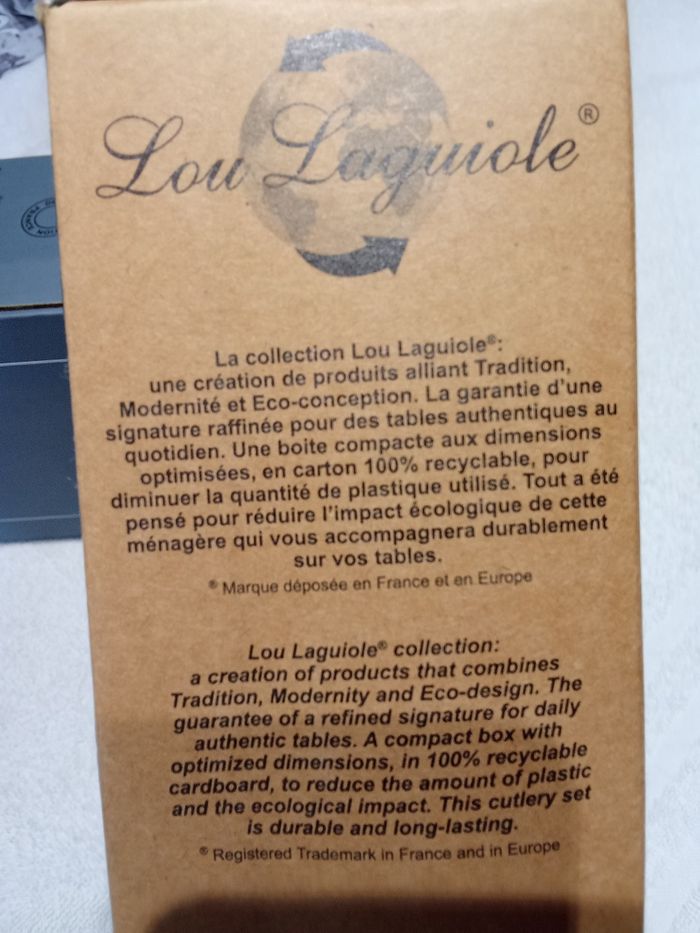 Lou Laguiole®
La collection Lou Laguiole®:
une création de produits alliant Tradition,
Modernité et Eco-conception. La garantie d'une
signature raffinée pour des tables authentiques au
quotidien. Une boite compacte aux dimensions
optimisées, en carton 100% recyclable, pour
diminuer la quantité de plastique utilisé. Tout a été
pensé pour réduire l'impact écologique de cette
ménagère qui vous accompagnera durablement
sur vos tables.
® Marque déposée en France et en Europe
Lou Laguiole® collection:
a creation of products that combines
Tradition, Modernity and Eco-design. The
guarantee of a refined signature for daily
authentic tables. A compact box with
optimized dimensions, in 100% recyclable
cardboard, to reduce the amount of plastic
and the ecological impact. This cutlery set
is durable and long-lasting.
® Registered Trademark in France and in Europe